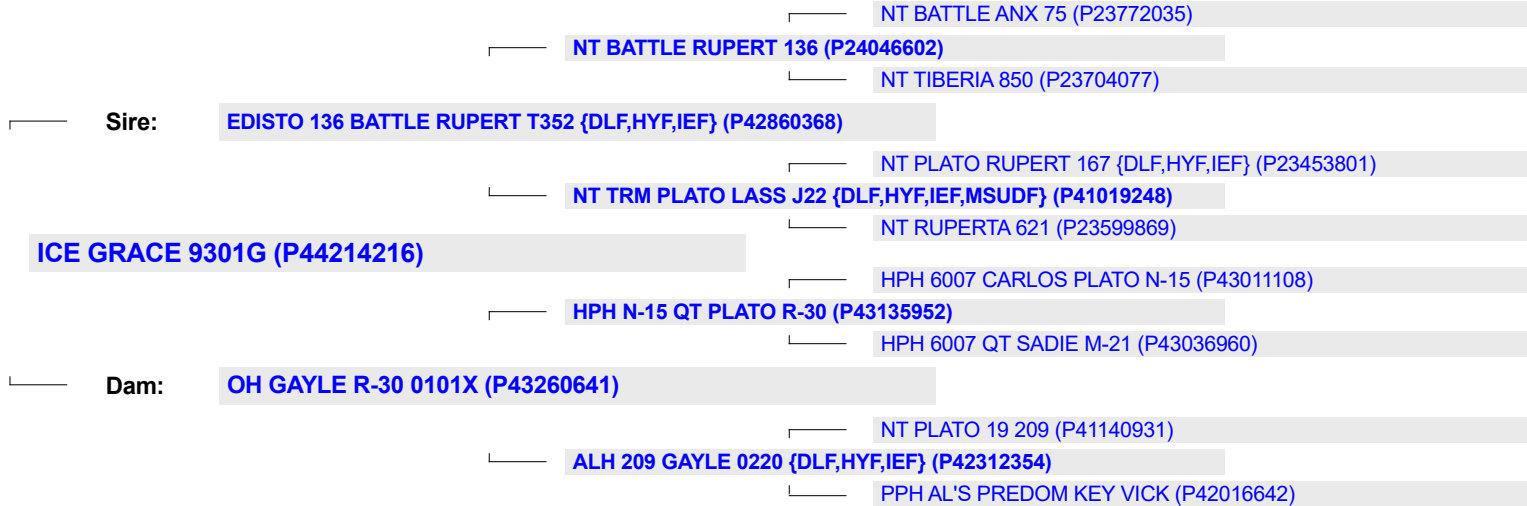 NT BATTLE ANX 75 (P23772035)
NT BATTLE RUPERT 136 (P24046602)
NT TIBERIA 850 (P23704077)
Sire: EDISTO 136 BATTLE RUPERT T352 {DLF,HYF,IEF} (P42860368)
NT PLATO RUPERT 167 {DLF,HYF,IEF} (P23453801)
NT TRM PLATO LASS J22 {DLF,HYF,IEF,MSUDF} (P41019248)
NT RUPERTA 621 (P23599869)
ICE GRACE 9301G (P44214216)
HPH 6007 CARLOS PLATO N-15 (P43011108)
HPH N-15 QT PLATO R-30 (P43135952)
HPH 6007 QT SADIE M-21 (P43036960)
Dam: OH GAYLE R-30 0101X (P43260641)
NT PLATO 19 209 (P41140931)
ALH 209 GAYLE 0220 {DLF,HYF,IEF} (P42312354)
PPH AL'S PREDOM KEY VICK (P42016642)